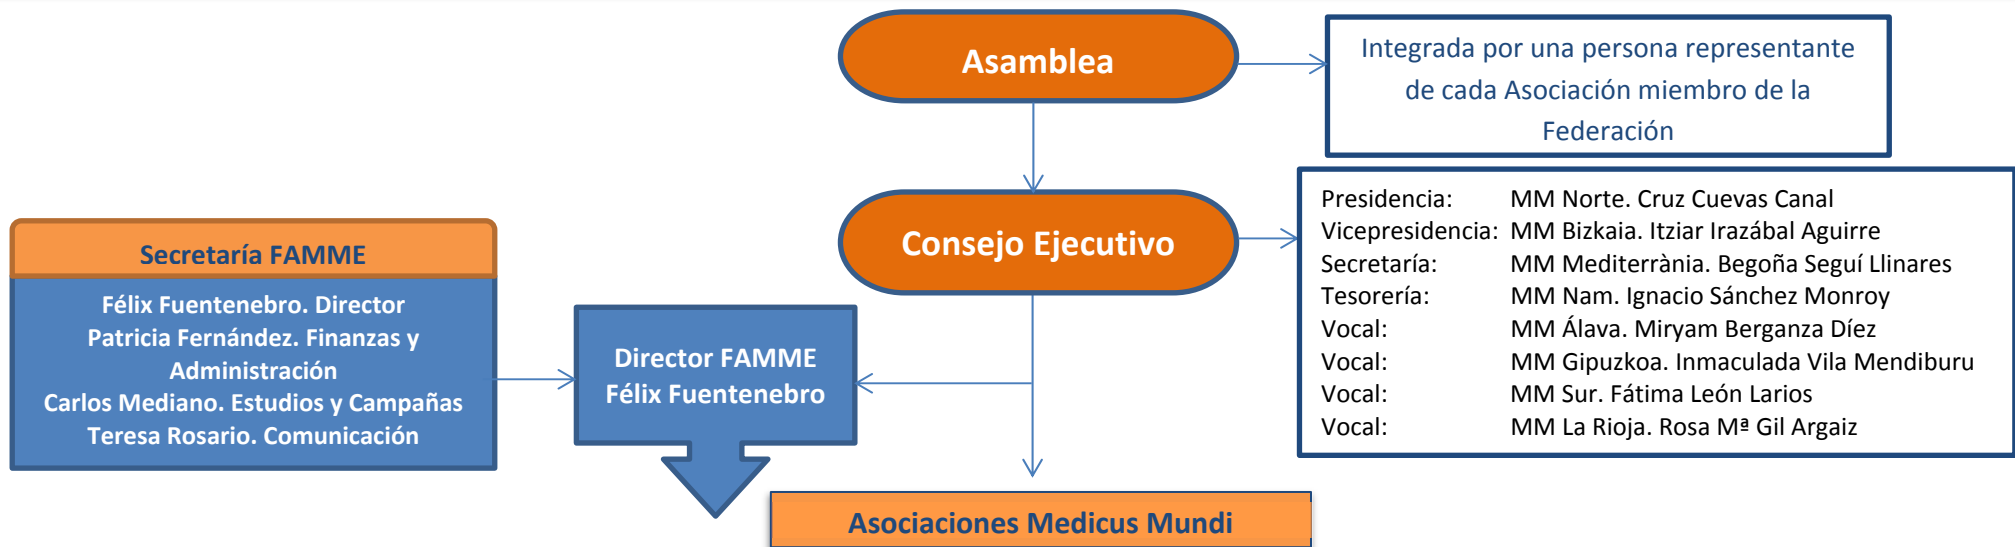 Asamblea
Integrada por una persona representante
de cada Asociación miembro de la
Federación
Consejo Ejecutivo
Presidencia: MM Norte. Cruz Cuevas Canal
Vicepresidencia: MM Bizkaia. Itziar Irazábal Aguirre
Secretaría: MM Mediterrània. Begoña Seguí Llinares
Tesorería: MM Nam. Ignacio Sánchez Monroy
Vocal: MM Álava. Miryam Berganza Díez
Vocal: MM Gipuzkoa. Inmaculada Vila Mendiburu
Vocal: MM Sur. Fátima León Larios
Vocal: MM La Rioja. Rosa Mª Gil Argaiz
Secretaría FAMME
Félix Fuentenebro. Director
Patricia Fernández. Finanzas y
Administración
Carlos Mediano. Estudios y Campañas
Teresa Rosario. Comunicación
Director FAMME
Félix Fuentenebro
Asociaciones Medicus Mundi